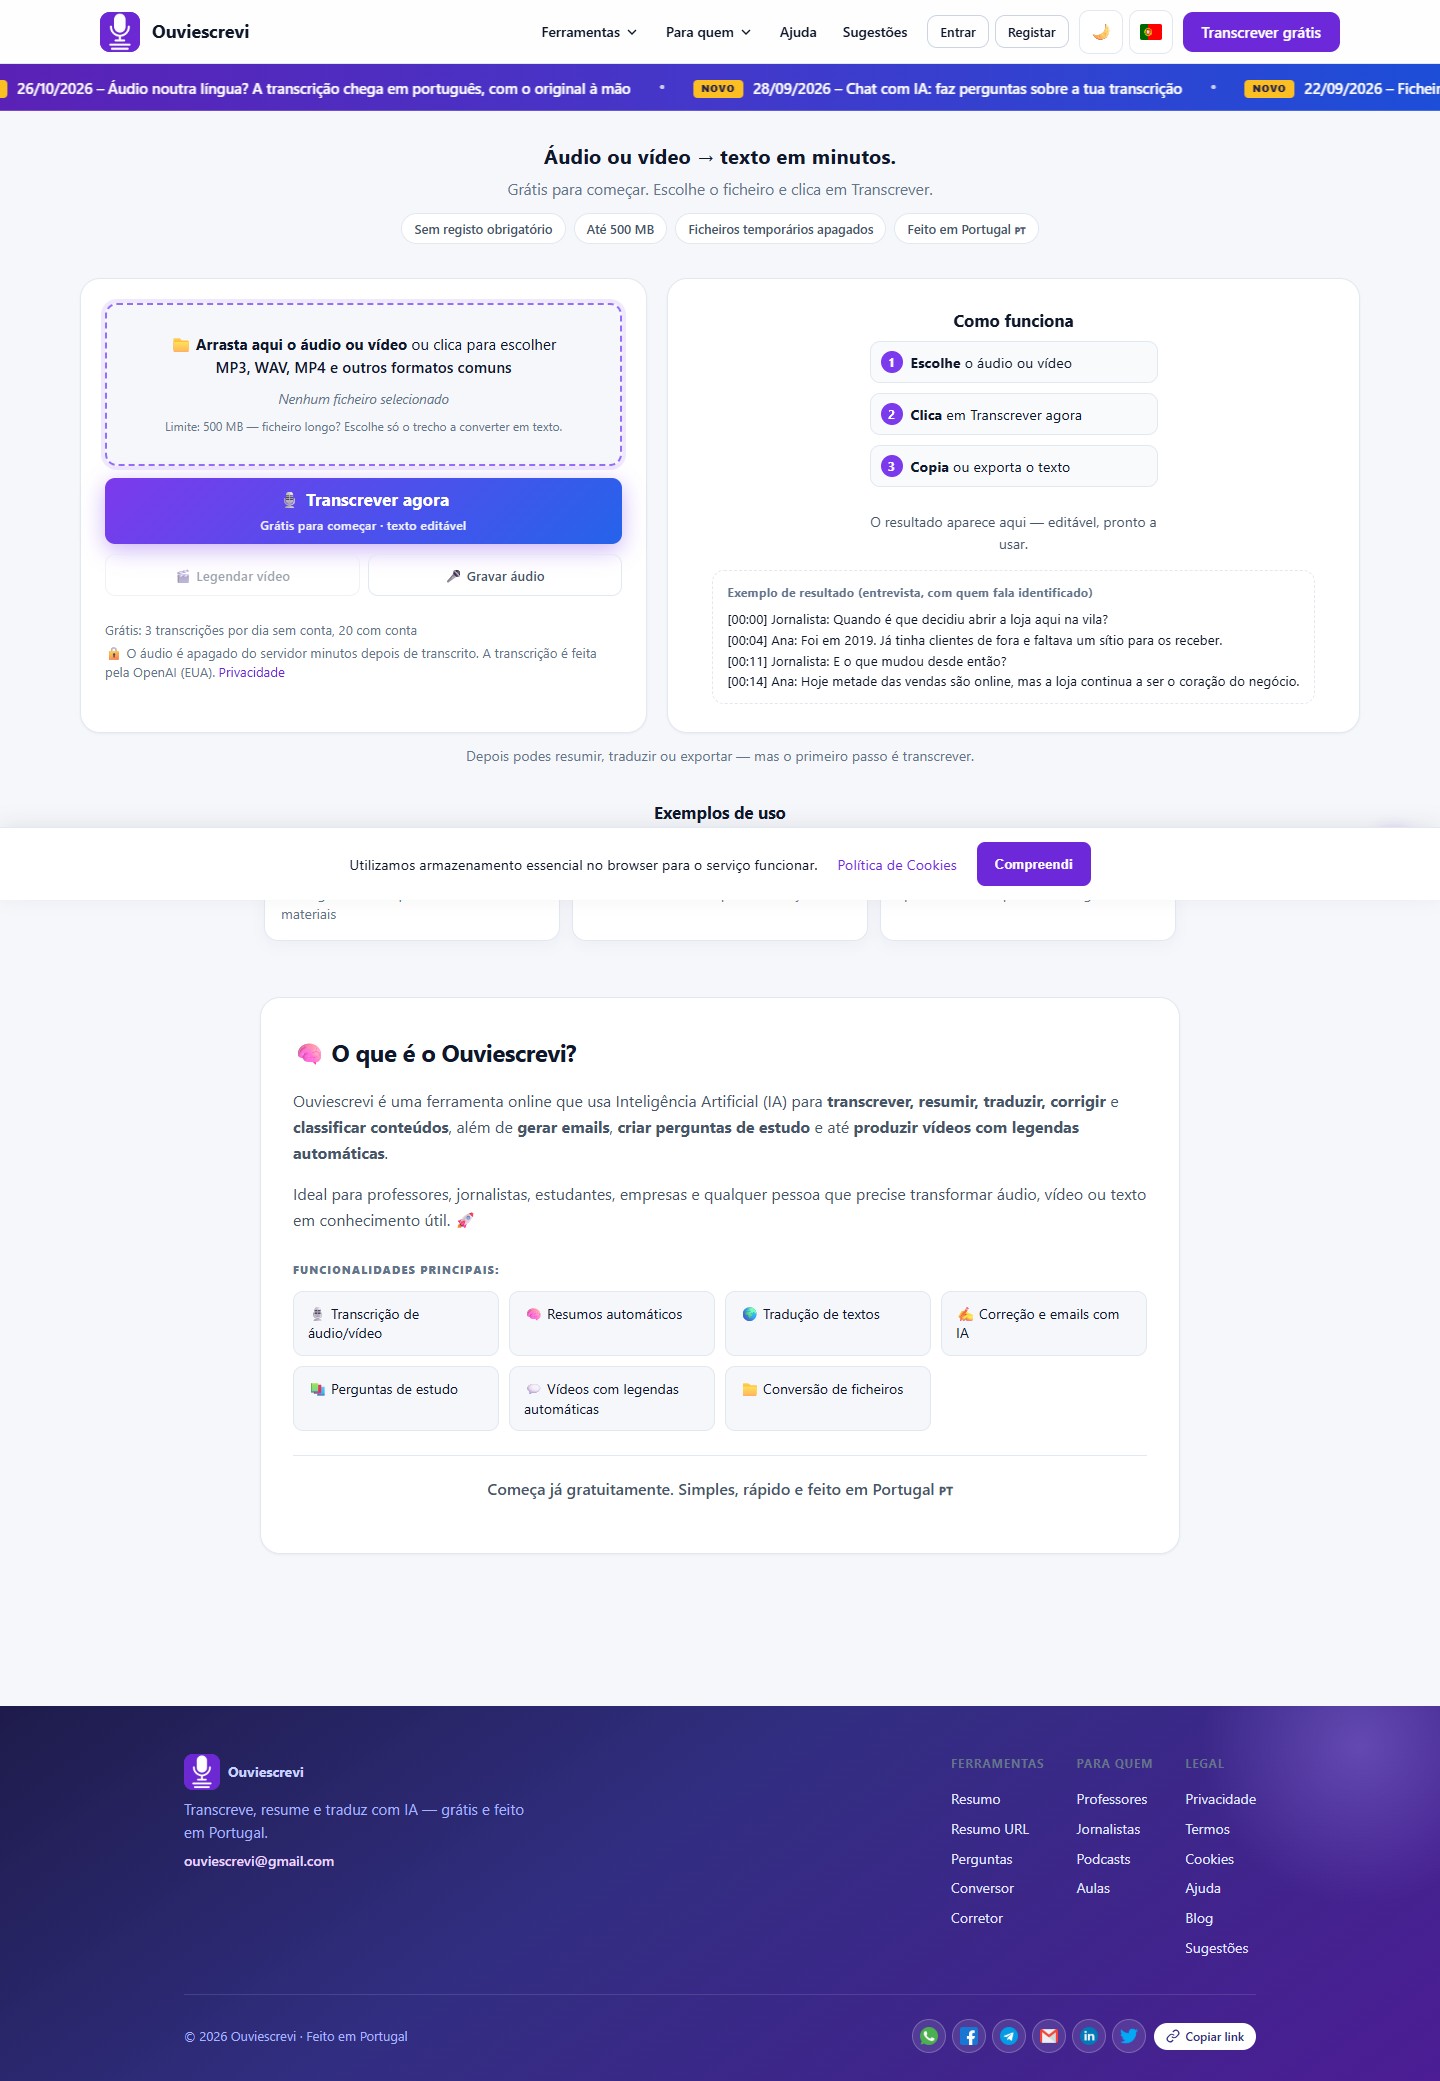 Ouviescrevi
Ferramentas
Para quem
Ajuda
Sugestões
Entrar
Registar
Transcrever grátis
26/10/2026 – Áudio noutra língua? A transcrição chega em português, com o original à mão
•
NOVO 28/09/2026 – Chat com IA: faz perguntas sobre a tua transcrição
•
NOVO 22/09/2026 –
Áudio ou vídeo → texto em minutos.
Grátis para começar. Escolhe o ficheiro e clica em Transcrever.
Sem registo obrigatório
Até 500 MB
Ficheiros temporários apagados
Feito em Portugal PT
Arrasta aqui o áudio ou vídeo ou clica para escolher
MP3, WAV, MP4 e outros formatos comuns
Nenhum ficheiro selecionado
Limite: 500 MB — ficheiro longo? Escolhe só o trecho a converter em texto.
Transcrever agora
Grátis para começar · texto editável
Legendar vídeo
Gravar áudio
Grátis: 3 transcrições por dia sem conta, 20 com conta
O áudio é apagado do servidor minutos depois de transcrito. A transcrição é feita
pela OpenAI (EUA). Privacidade
Como funciona
1 Escolhe o áudio ou vídeo
2 Clica em Transcrever agora
3 Copia ou exporta o texto
O resultado aparece aqui — editável, pronto a
usar.
Exemplo de resultado (entrevista, com quem fala identificado)
[00:00] Jornalista: Quando é que decidiu abrir a loja aqui na vila?
[00:04] Ana: Foi em 2019. Já tinha clientes de fora e faltava um sítio para os receber.
[00:11] Jornalista: E o que mudou desde então?
[00:14] Ana: Hoje metade das vendas são online, mas a loja continua a ser o coração do negócio.
Depois podes resumir, traduzir ou exportar — mas o primeiro passo é transcrever.
Exemplos de uso
Utilizamos armazenamento essencial no browser para o serviço funcionar.
Política de Cookies
Compreendi
materiais
O que é o Ouviescrevi?
Ouviescrevi é uma ferramenta online que usa Inteligência Artificial (IA) para transcrever, resumir, traduzir, corrigir e
classificar conteúdos, além de gerar emails, criar perguntas de estudo e até produzir vídeos com legendas
automáticas.
Ideal para professores, jornalistas, estudantes, empresas e qualquer pessoa que precise transformar áudio, vídeo ou texto
em conhecimento útil.
FUNCIONALIDADES PRINCIPAIS:
Transcrição de
áudio/vídeo
Resumos automáticos
Tradução de textos
Correção e emails com
IA
Perguntas de estudo
Vídeos com legendas
automáticas
Conversão de ficheiros
Começa já gratuitamente. Simples, rápido e feito em Portugal PT
Ouviescrevi
Transcreve, resume e traduz com IA — grátis e feito
em Portugal.
ouviescrevi@gmail.com
FERRAMENTAS
Resumo
Resumo URL
Perguntas
Conversor
Corretor
PARA QUEM
Professores
Jornalistas
Podcasts
Aulas
LEGAL
Privacidade
Termos
Cookies
Ajuda
Blog
Sugestões
© 2026 Ouviescrevi · Feito em Portugal
Copiar link